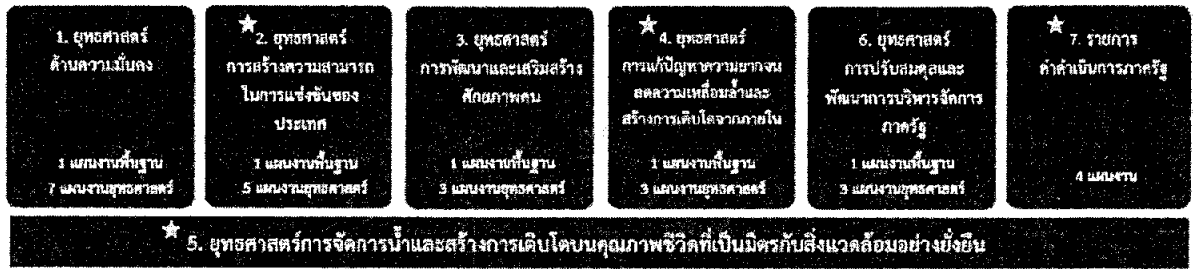 1. ยุทธศาสตร์
ด้านความมั่นคง
1 แผนงานพื้นฐาน
7 แผนงานยุทธศาสตร์
2. ยุทธศาสตร์
การสร้างความสามารถ
ในการแข่งขันของ
ประเทศ
1 แผนงานพื้นฐาน
5 แผนงานยุทธศาสตร์
3. ยุทธศาสตร์
การพัฒนาและเสริมสร้าง
ศักยภาพคน
1 แผนงานพื้นฐาน
3 แผนงานยุทธศาสตร์
4. ยุทธศาสตร์
การแก้ปัญหาความยากจน
ลดความเหลื่อมล้ำและ
สร้างการเติบโตจากภายใน
1 แผนงานพื้นฐาน
3 แผนงานยุทธศาสตร์
6. ยุทธศาสตร์
การปรับสมดุลและ
พัฒนาการบริหารจัดการ
ภาครัฐ
1 แผนงานพื้นฐาน
3 แผนงานยุทธศาสตร์
7. รายการ
ค่าดำเนินการภาครัฐ
4 แผนงาน
5. ยุทธศาสตร์การจัดการน้ำและสร้างการเติบโตบนคุณภาพชีวิตที่เป็นมิตรกับสิ่งแวดล้อมอย่างยั่งยืน